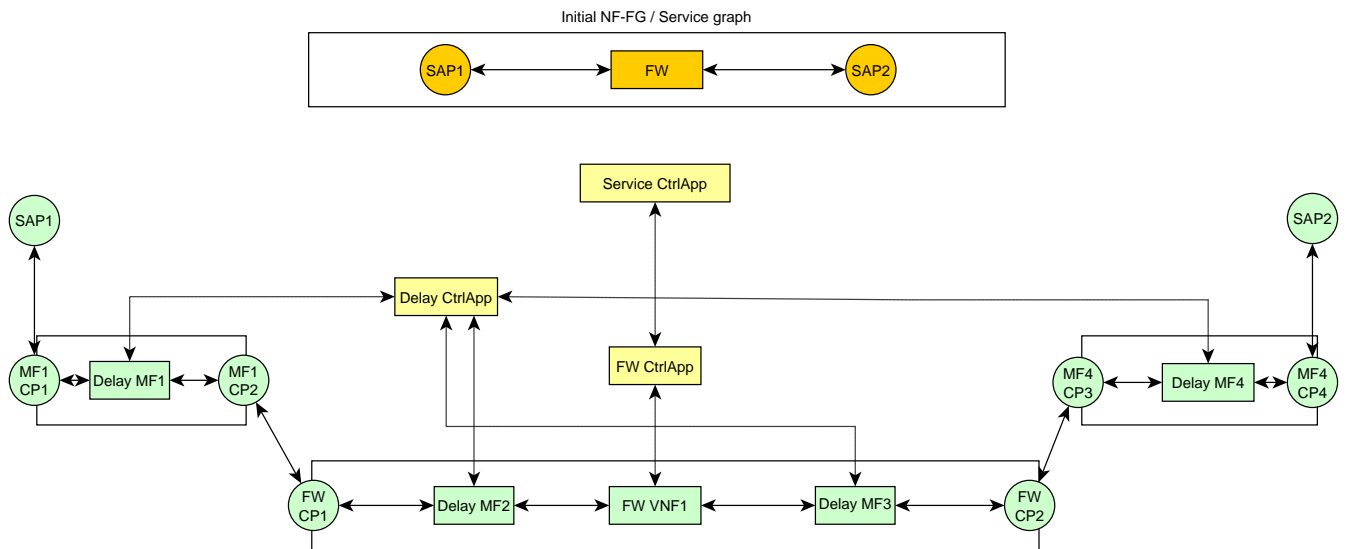 Initial NF-FG / Service graph
SAP1
FW
SAP2
Service CtrlApp
SAP1
SAP2
Delay CtrlApp
FW CtrlApp
MF1
CP1
Delay MF1
MF1
CP2
MF4
CP3
Delay MF4
MF4
CP4
FW
CP1
Delay MF2
FW VNF1
Delay MF3
FW
CP2